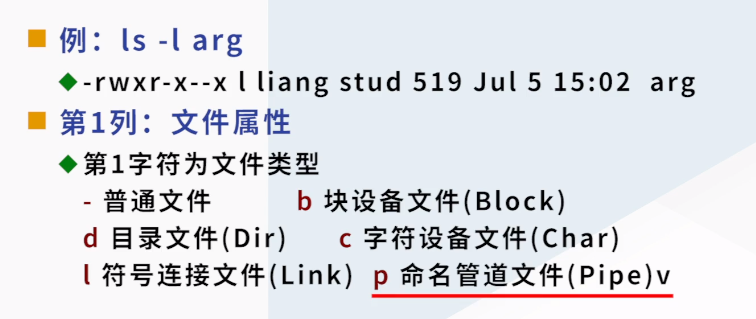 例：ls -l arg
-rwxr-x--x l liang stud 519 Jul 5 15:02 arg
第1列：文件属性
第1字符为文件类型
- 普通文件 b 块设备文件(Block)
d 目录文件(Dir) c 字符设备文件(Char)
l 符号连接文件(Link) p 命名管道文件(Pipe)v